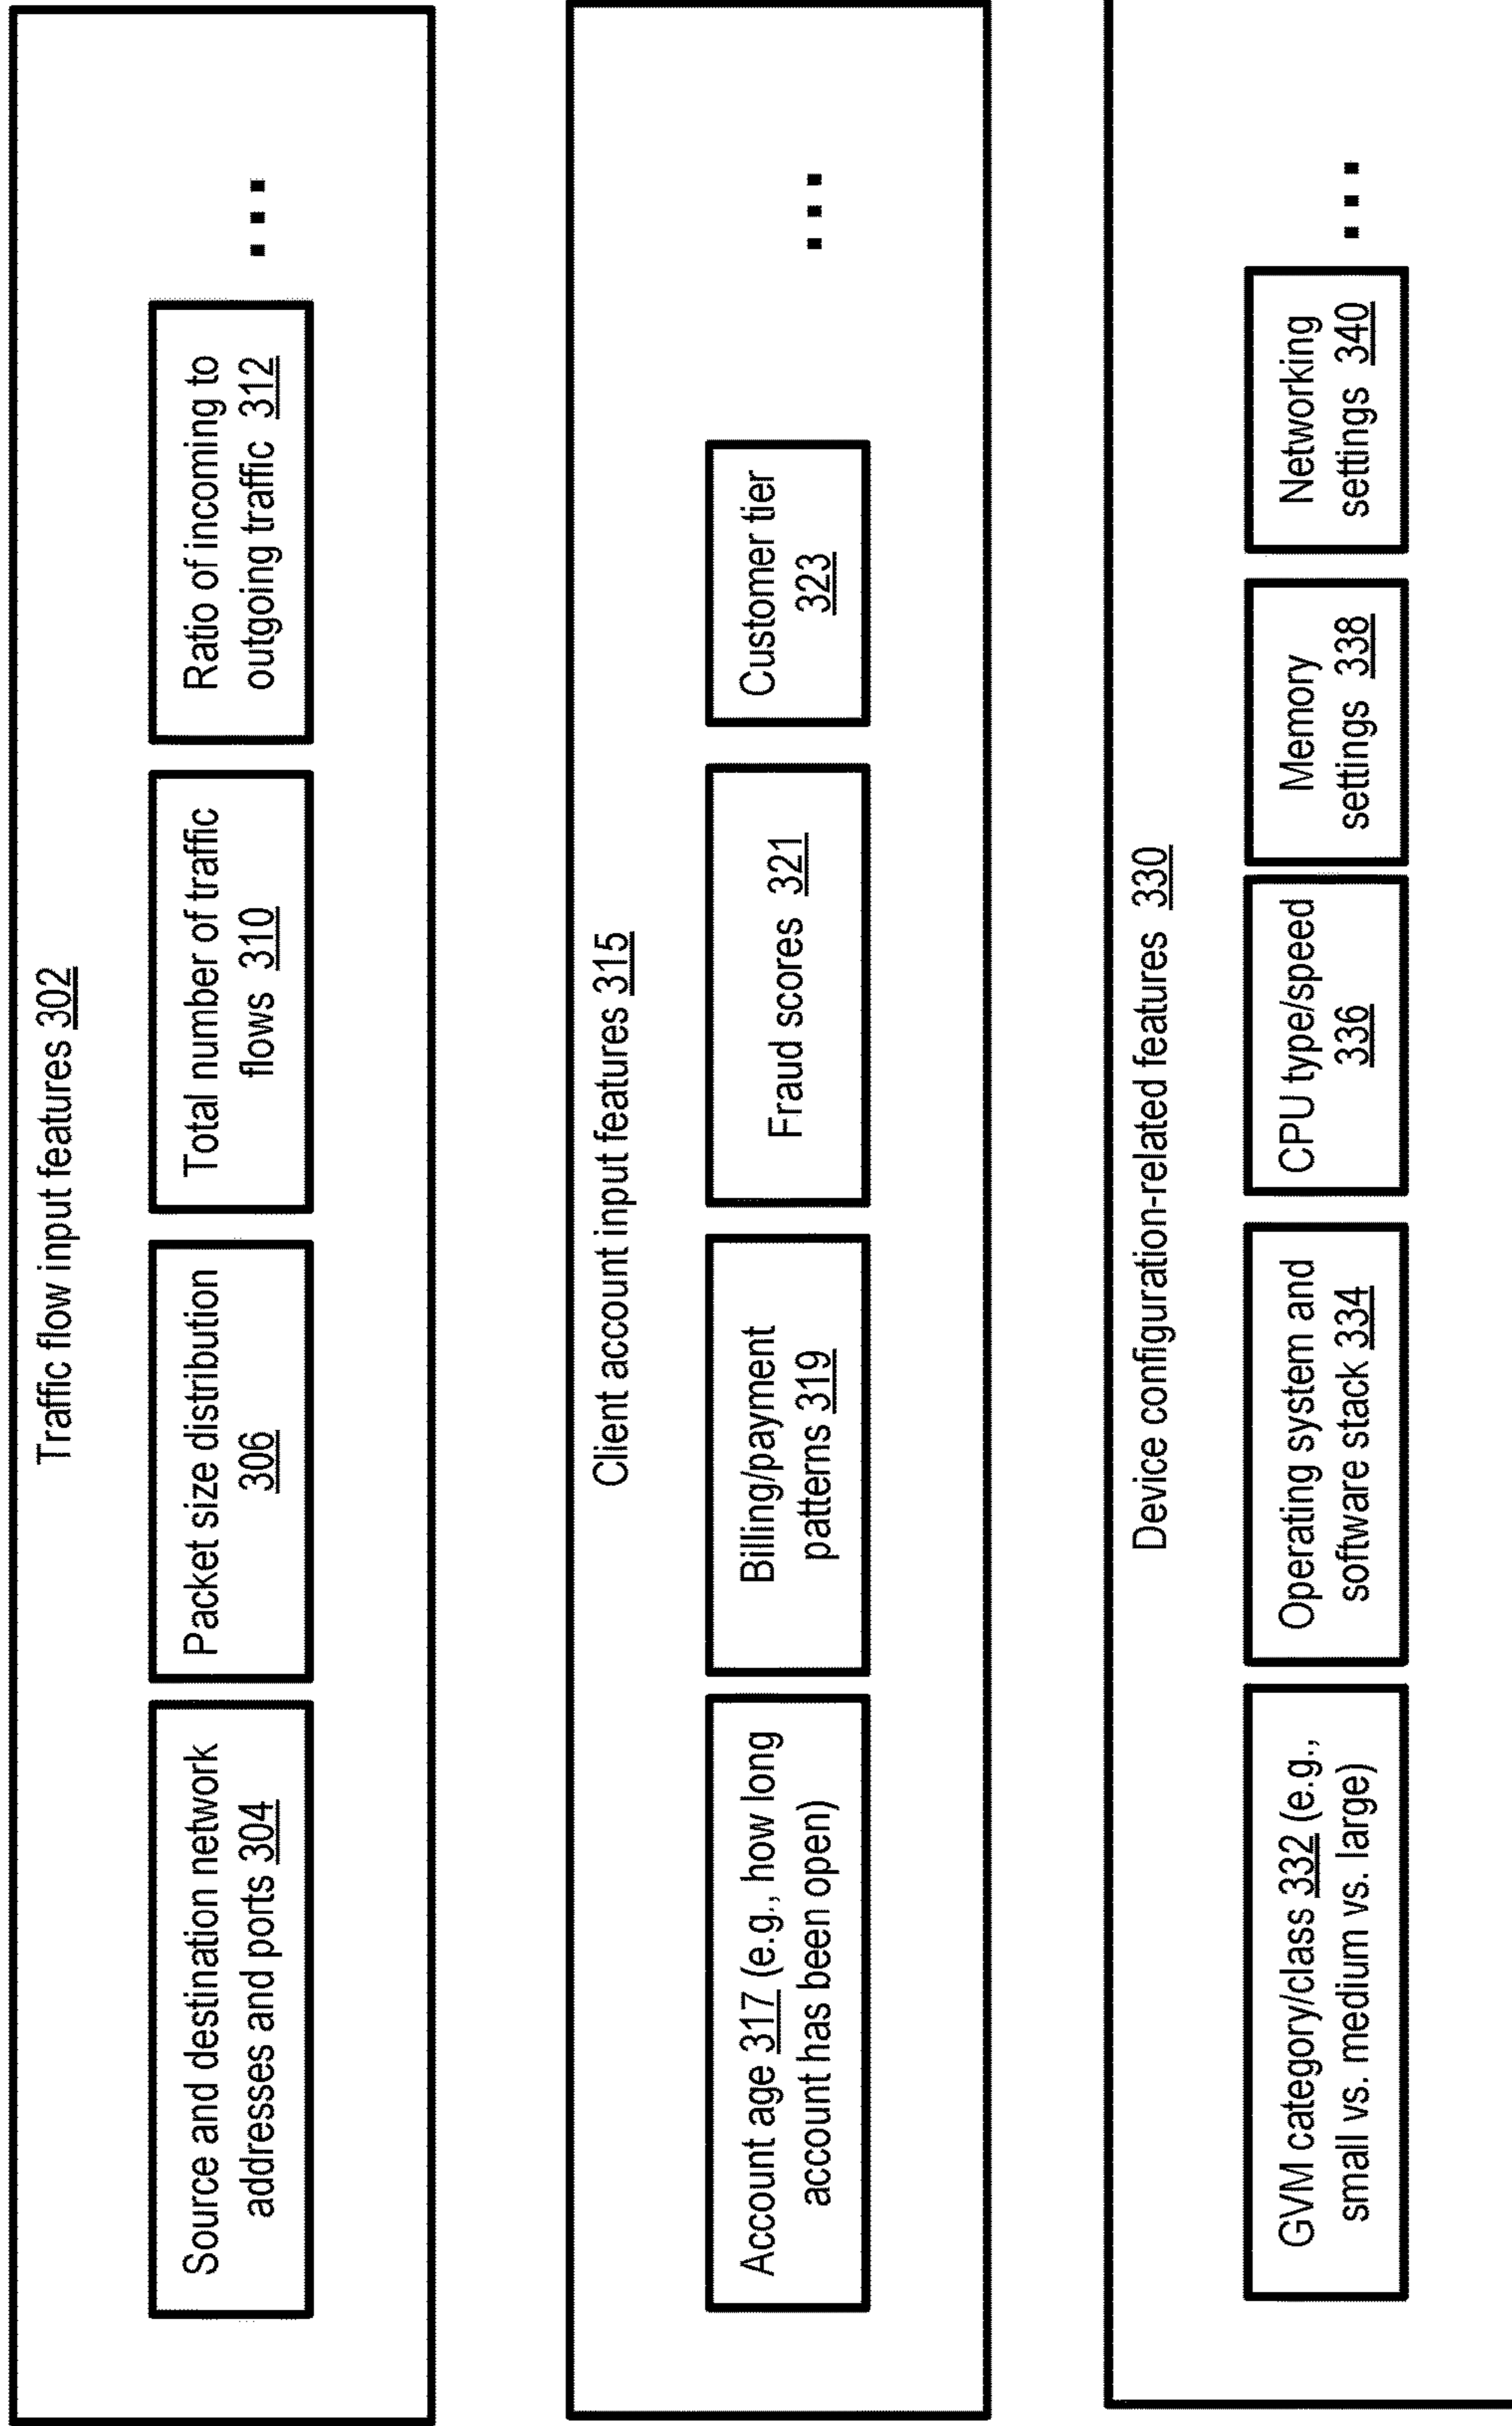 Traffic flow input features 302
Source and destination network
addresses and ports 304
Packet size distribution
306
Total number of traffic
flows 310
Ratio of incoming to
outgoing traffic 312
...
Client account input features 315
Account age 317 (e.g., how long
account has been open)
Billing/payment
patterns 319
Fraud scores 321
Customer tier
323
...
Device configuration-related features 330
GVM category/class 332 (e.g.,
small vs. medium vs. large)
Operating system and
software stack 334
CPU type/speed
336
Memory
settings 338
Networking
settings 340
...